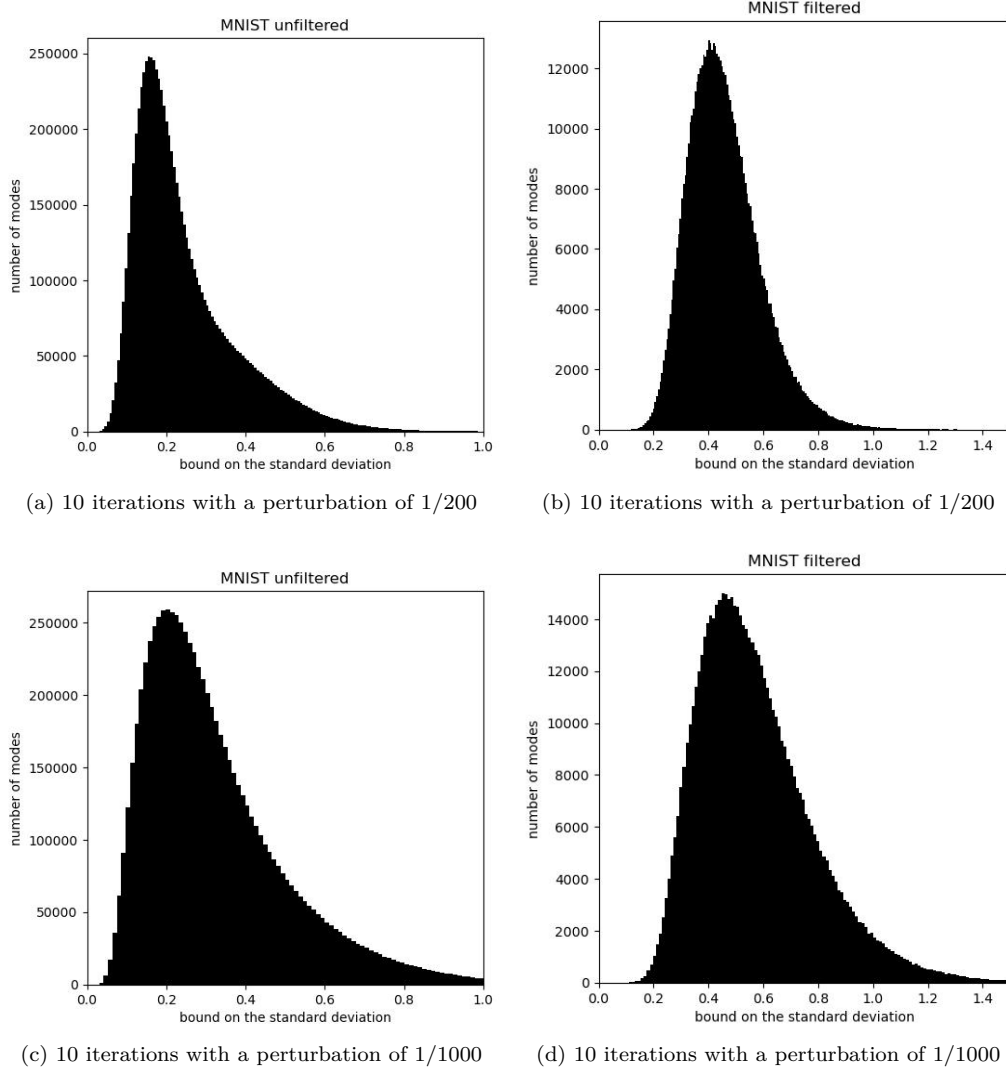 MNIST unfiltered
number of modes
250000
200000
150000
100000
50000
0
0.0 0.2 0.4 0.6 0.8 1.0
bound on the standard deviation
(a) 10 iterations with a perturbation of 1/200
MNIST filtered
number of modes
12000
10000
8000
6000
4000
2000
0
0.0 0.2 0.4 0.6 0.8 1.0 1.2 1.4
bound on the standard deviation
(b) 10 iterations with a perturbation of 1/200
MNIST unfiltered
number of modes
250000
200000
150000
100000
50000
0
0.0 0.2 0.4 0.6 0.8 1.0
bound on the standard deviation
(c) 10 iterations with a perturbation of 1/1000
MNIST filtered
number of modes
14000
12000
10000
8000
6000
4000
2000
0
0.0 0.2 0.4 0.6 0.8 1.0 1.2 1.4
bound on the standard deviation
(d) 10 iterations with a perturbation of 1/1000